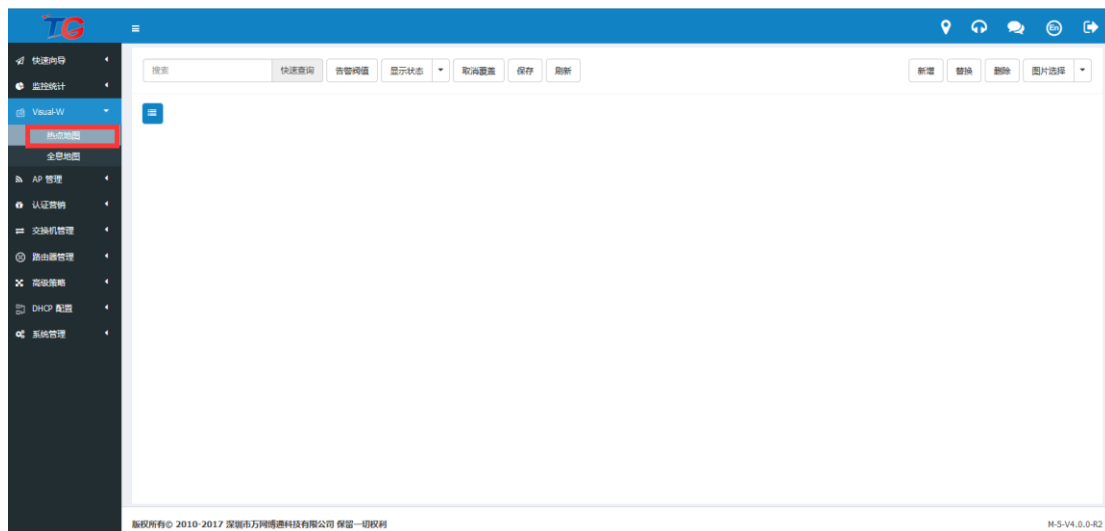 TG
En
快速向导
搜索
快速查询
告警阀值
显示状态
取消覆盖
保存
刷新
新增
替换
删除
图片选择
监控统计
Visual-W
热点地图
全息地图
AP 管理
认证营销
交换机管理
路由器管理
高级策略
DHCP 配置
系统管理
版权所有© 2010-2017 深圳市万网博通科技有限公司 保留一切权利
M-5-V4.0.0-R2